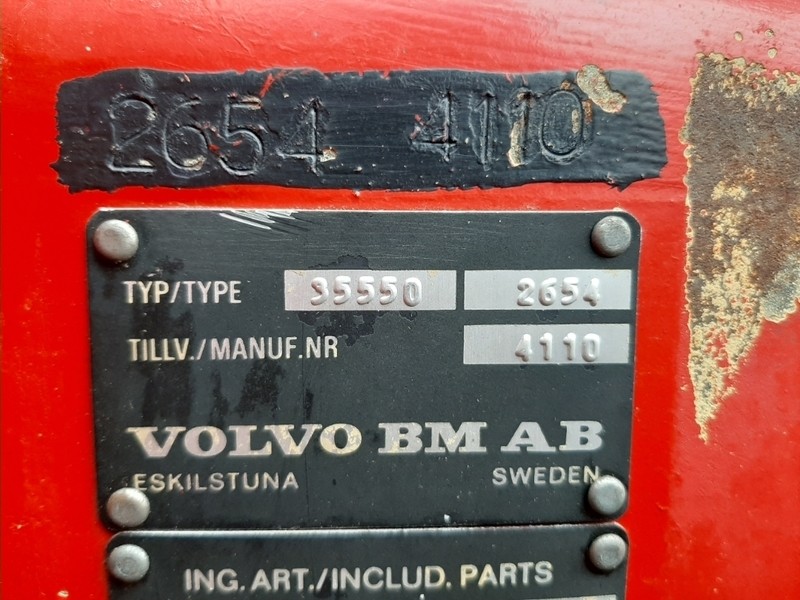 2654 4110
TYP/TYPE 35550 2654
TILLV./MANUF.NR 4110
VOLVO BM AB
ESKILSTUNA SWEDEN
ING. ART./INCLUD. PARTS